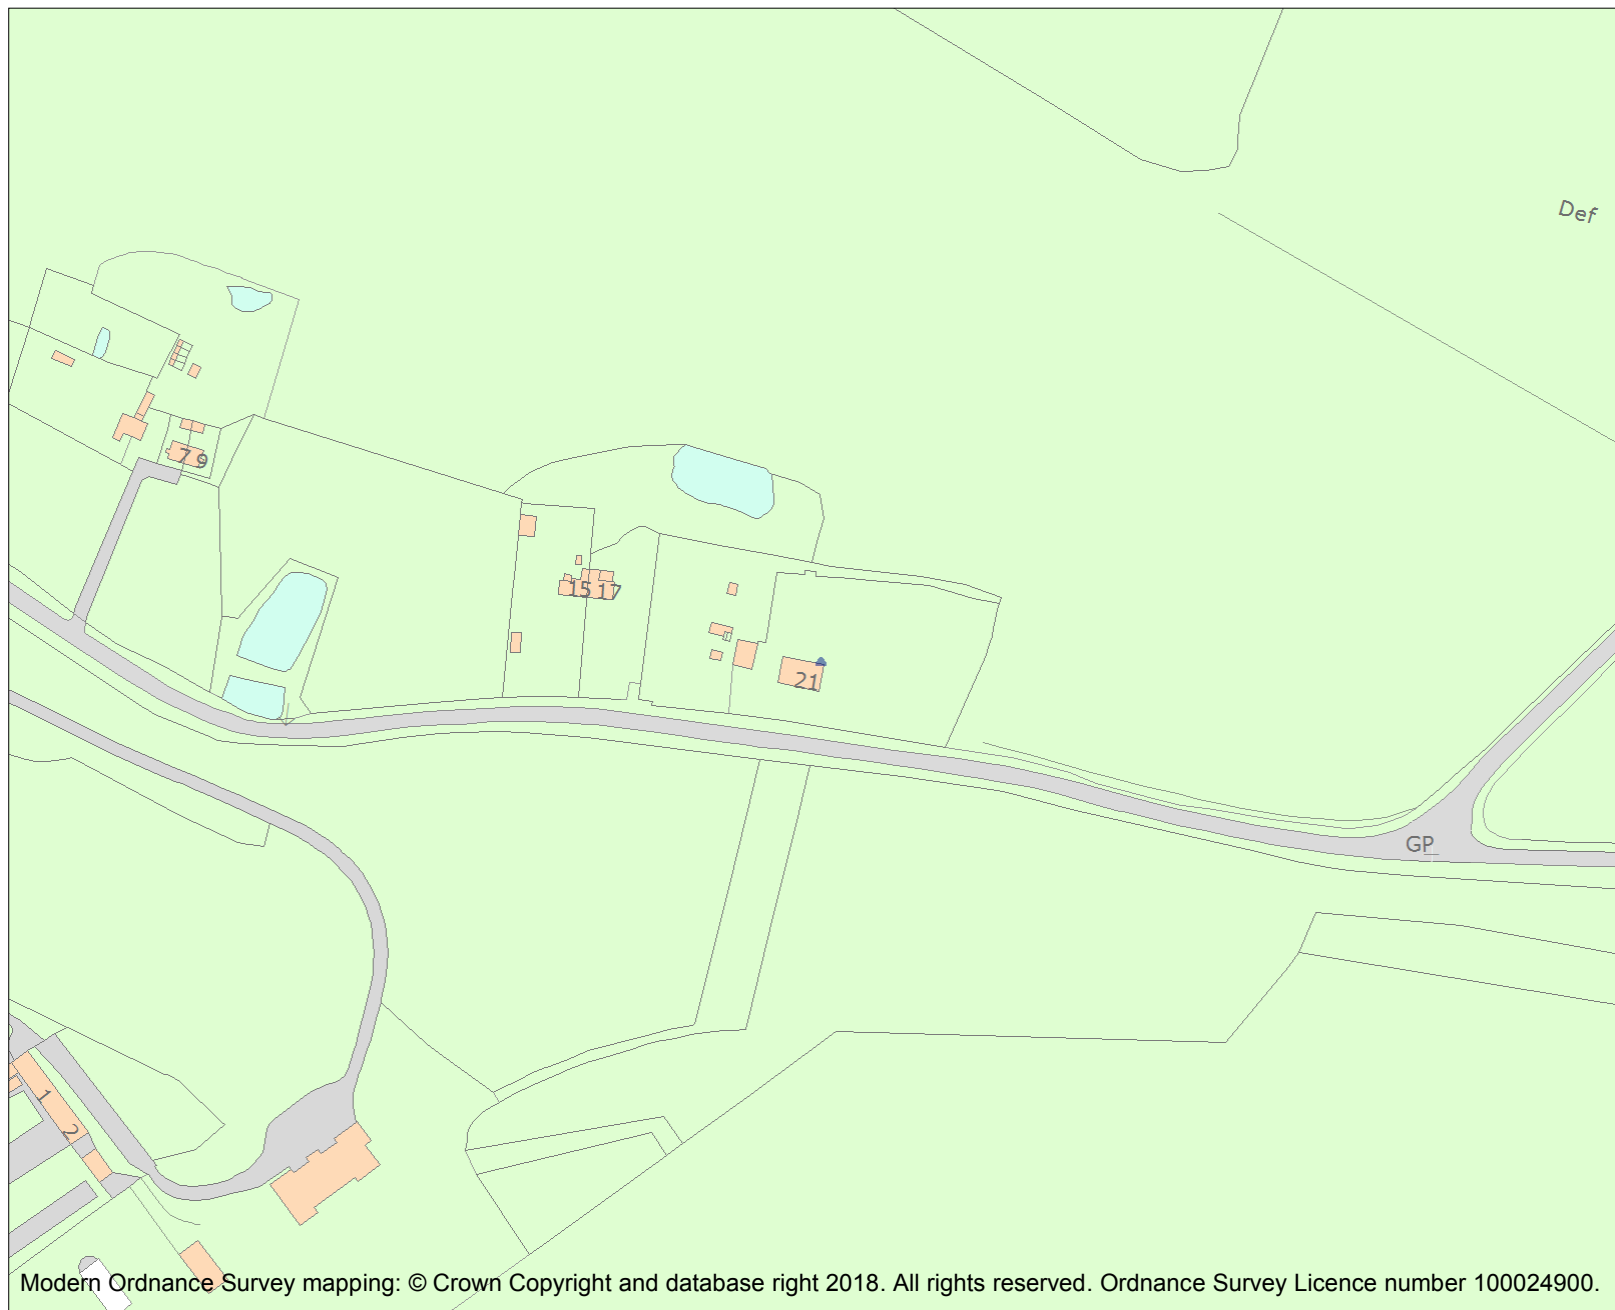 Def
7 9
15 17
21
GP
1
2
Modern Ordnance Survey mapping: © Crown Copyright and database right 2018. All rights reserved. Ordnance Survey Licence number 100024900.